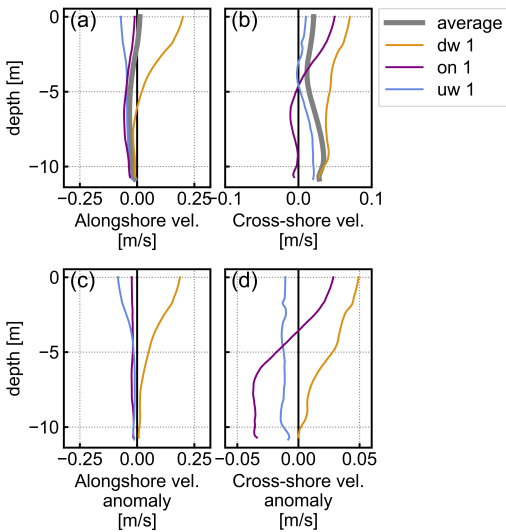 (a)
(b)
average
dw 1
on 1
uw 1
depth [m]
0
−5
−10
−0.25
0.00
0.25
Alongshore vel.
[m/s]
0.0
0.1
Cross-shore vel.
[m/s]
(c)
(d)
depth [m]
0
−5
−10
−0.25
0.00
0.25
Alongshore vel.
anomaly
[m/s]
−0.05
0.00
0.05
Cross-shore vel.
anomaly
[m/s]